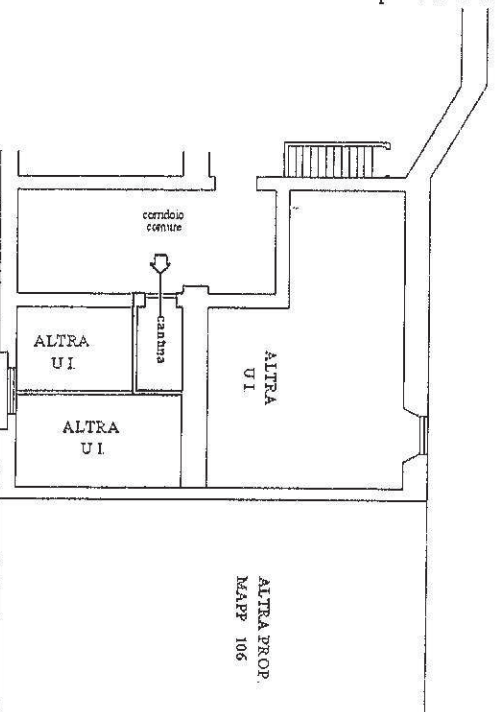 corridoio
comune
cantina
ALTRA
U I.
ALTRA
U I.
ALTRA
U I
ALTRA PROP.
MAPP 106